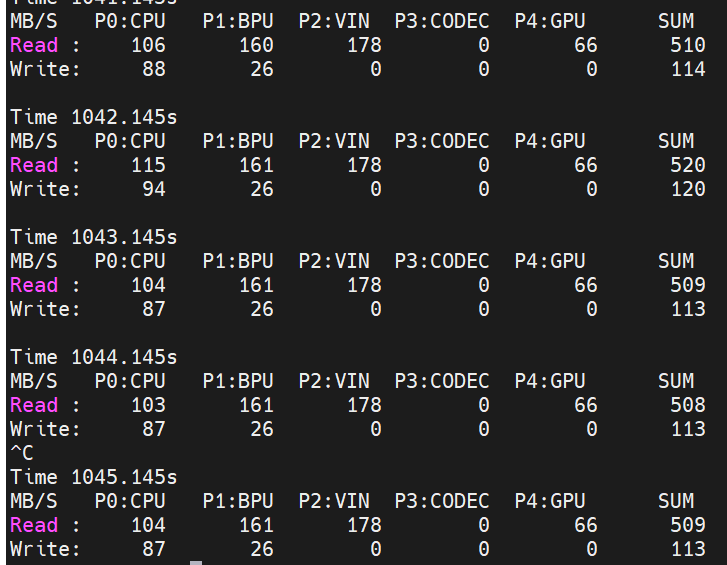 Time 1041.145s
MB/S P0:CPU P1:BPU P2:VIN P3:CODEC P4:GPU SUM
Read : 106 160 178 0 66 510
Write: 88 26 0 0 0 114
Time 1042.145s
MB/S P0:CPU P1:BPU P2:VIN P3:CODEC P4:GPU SUM
Read : 115 161 178 0 66 520
Write: 94 26 0 0 0 120
Time 1043.145s
MB/S P0:CPU P1:BPU P2:VIN P3:CODEC P4:GPU SUM
Read : 104 161 178 0 66 509
Write: 87 26 0 0 0 113
Time 1044.145s
MB/S P0:CPU P1:BPU P2:VIN P3:CODEC P4:GPU SUM
Read : 103 161 178 0 66 508
Write: 87 26 0 0 0 113
^C
Time 1045.145s
MB/S P0:CPU P1:BPU P2:VIN P3:CODEC P4:GPU SUM
Read : 104 161 178 0 66 509
Write: 87 26 0 0 0 113